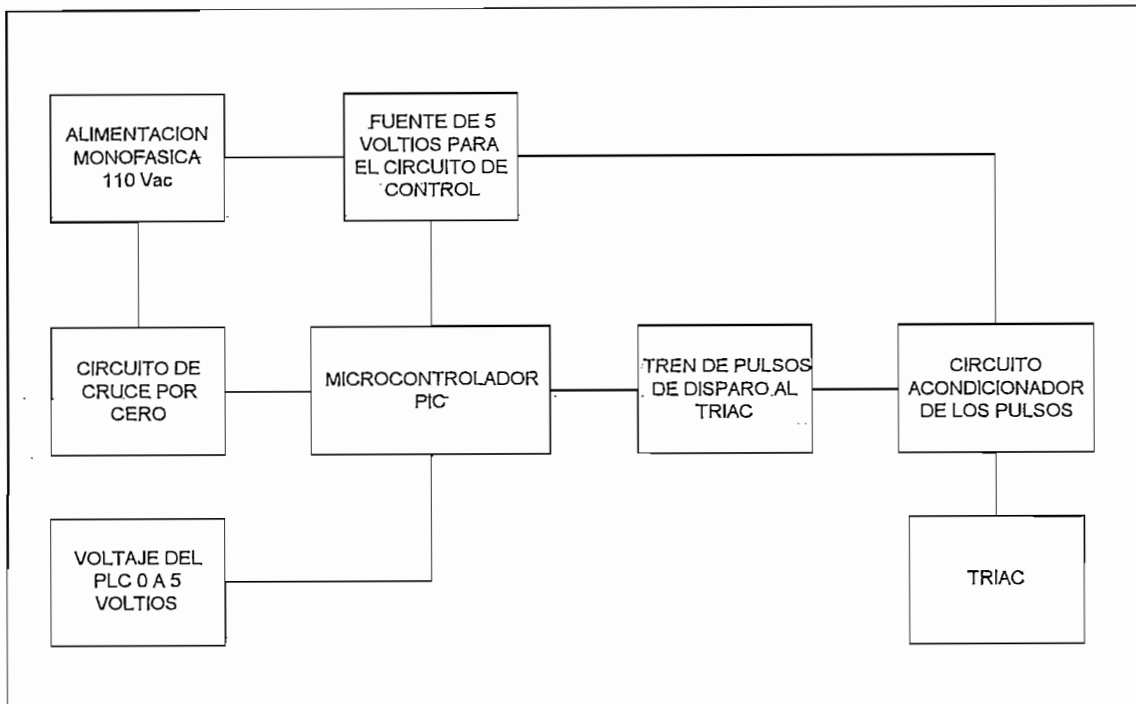 ALIMENTACION
MONOFASICA
110 Vac
FUENTE DE 5
VOLTIOS PARA
EL CIRCUITO DE
CONTROL
CIRCUITO DE
CRUCE POR
CERO
MICROCONTROLADOR
PIC
TREN DE PULSOS
DE DISPARO AL
TRIAC
CIRCUITO
ACONDICIONADOR
DE LOS PULSOS
VOLTAJE DEL
PLC 0 A 5
VOLTIOS
TRIAC